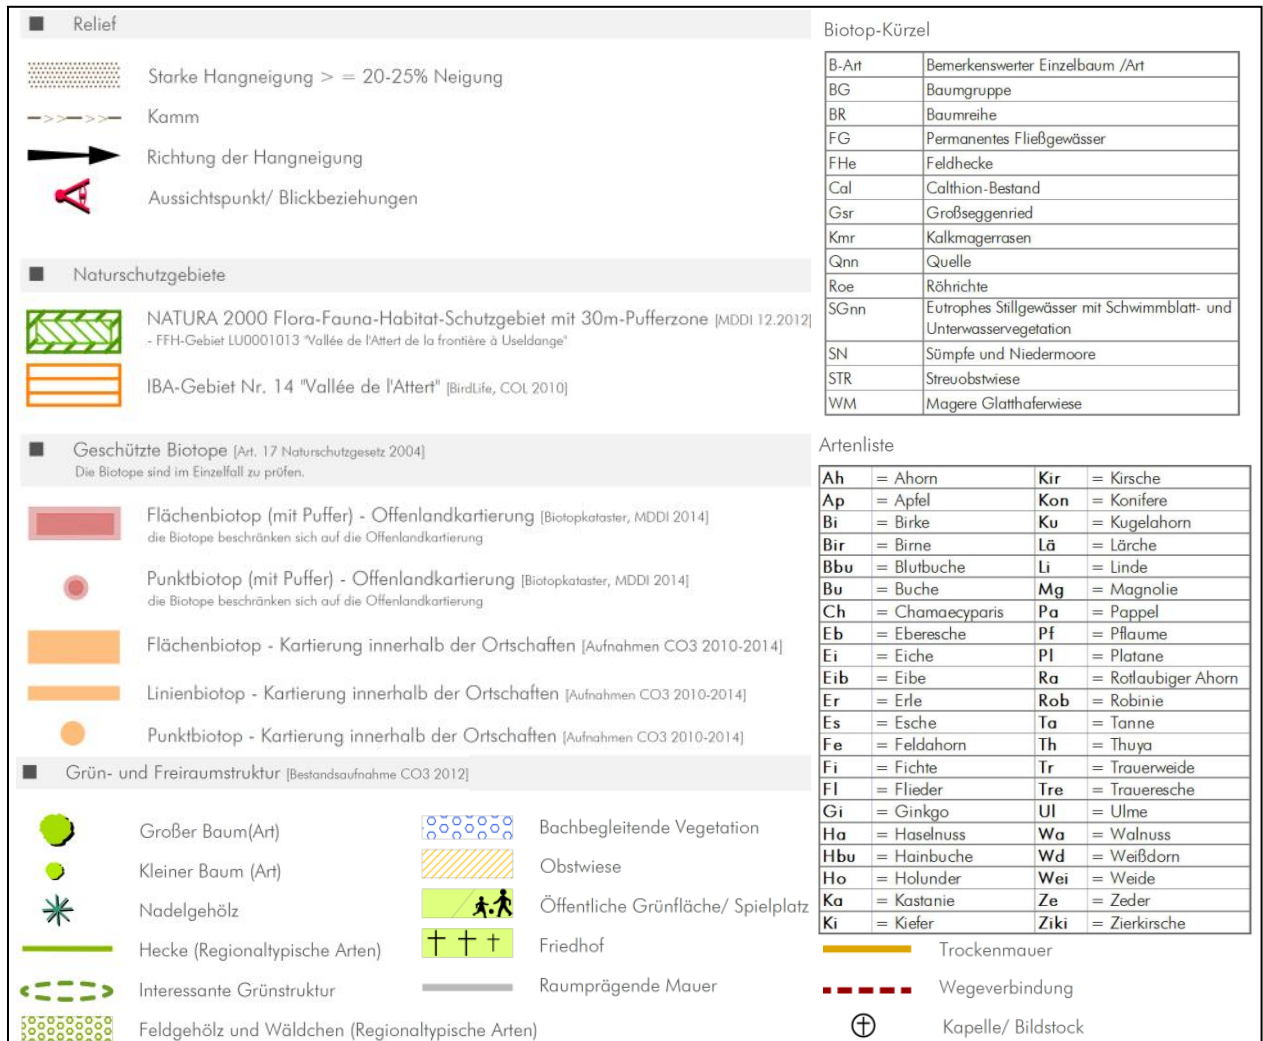 Relief
Starke Hangneigung > = 20-25% Neigung
Kamm
Richtung der Hangneigung
Aussichtspunkt/ Blickbeziehungen
Naturschutzgebiete
NATURA 2000 Flora-Fauna-Habitat-Schutzgebiet mit 30m-Pufferzone [MDDI 12.2012]
- FFH-Gebiet LU0001013 "Vallée de l'Attert de la frontière à Useldange"
IBA-Gebiet Nr. 14 "Vallée de l'Attert" [BirdLife, COL 2010]
Geschützte Biotope [Art. 17 Naturschutzgesetz 2004]
Die Biotope sind im Einzelfall zu prüfen.
Flächenbiotop (mit Puffer) - Offenlandkartierung [Biotopkataster, MDDI 2014]
die Biotope beschränken sich auf die Offenlandkartierung
Punktbiotop (mit Puffer) - Offenlandkartierung [Biotopkataster, MDDI 2014]
die Biotope beschränken sich auf die Offenlandkartierung
Flächenbiotop - Kartierung innerhalb der Ortschaften [Aufnahmen CO3 2010-2014]
Linienbiotop - Kartierung innerhalb der Ortschaften [Aufnahmen CO3 2010-2014]
Punktbiotop - Kartierung innerhalb der Ortschaften [Aufnahmen CO3 2010-2014]
Grün- und Freiraumstruktur [Bestandsaufnahme CO3 2012]
Großer Baum(Art)
Kleiner Baum (Art)
Nadelgehölz
Hecke (Regionaltypische Arten)
Interessante Grünstruktur
Feldgehölz und Wäldchen (Regionaltypische Arten)
Bachbegleitende Vegetation
Obstwiese
Öffentliche Grünfläche/ Spielplatz
Friedhof
Raumprägende Mauer
Biotop-Kürzel
B-Art Bemerkenswerter Einzelbaum /Art
BG Baumgruppe
BR Baumreihe
FG Permanentes Fließgewässer
FHe Feldhecke
Cal Calthion-Bestand
Gsr Großseggenried
Kmr Kalkmagerrasen
Qnn Quelle
Roe Röhrichte
SGnn Eutrophes Stillgewässer mit Schwimmblatt- und
Unterwasservegetation
SN Sümpfe und Niedermoore
STR Streuobstwiese
WM Magere Glatthaferwiese
Artenliste
Ah = Ahorn Kir = Kirsche
Ap = Apfel Kon = Konifere
Bi = Birke Ku = Kugelahorn
Bir = Birne Lä = Lärche
Bbu = Blutbuche Li = Linde
Bu = Buche Mg = Magnolie
Ch = Chamaecyparis Pa = Pappel
Eb = Eberesche Pf = Pflaume
Ei = Eiche Pl = Platane
Eib = Eibe Ra = Rotlaubiger Ahorn
Er = Erle Rob = Robinie
Es = Esche Ta = Tanne
Fe = Feldahorn Th = Thuya
Fi = Fichte Tr = Trauerweide
Fl = Flieder Tre = Traueresche
Gi = Ginkgo Ul = Ulme
Ha = Haselnuss Wa = Walnuss
Hbu = Hainbuche Wd = Weißdorn
Ho = Holunder Wei = Weide
Ka = Kastanie Ze = Zeder
Ki = Kiefer Ziki = Zierkirsche
Trockenmauer
Wegeverbindung
Kapelle/ Bildstock